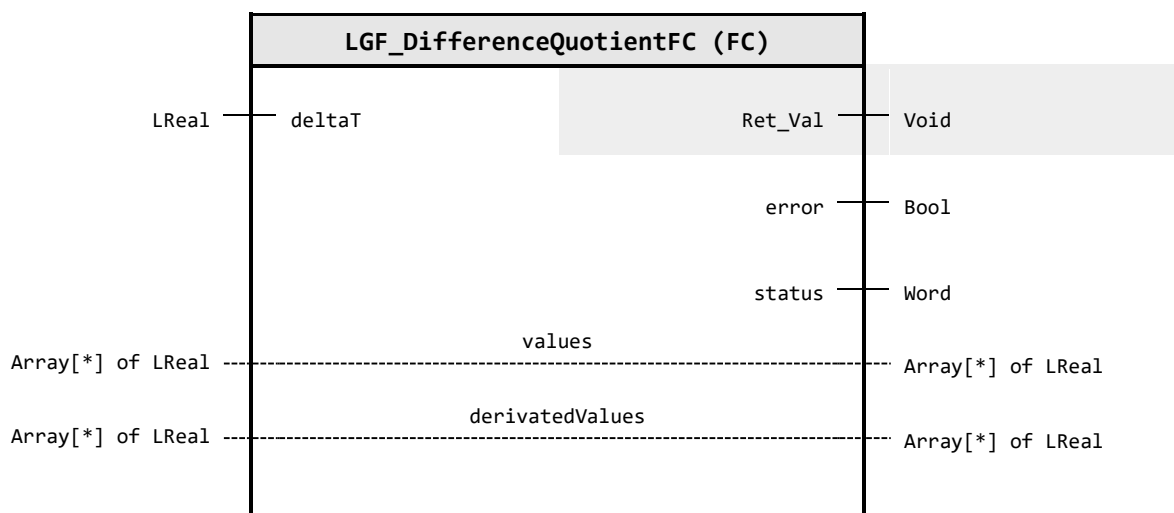 LGF_DifferenceQuotientFC (FC)
LReal deltaT Ret_Val Void
error Bool
status Word
values
Array[*] of LReal Array[*] of LReal
derivatedValues
Array[*] of LReal Array[*] of LReal